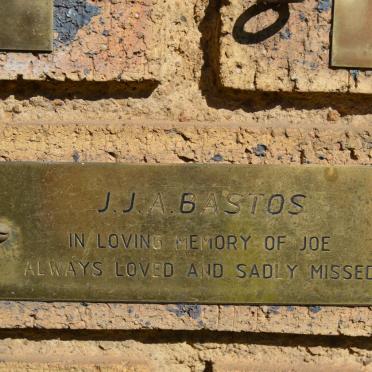 J.J.A.BASTOS
IN LOVING MEMORY OF JOE
ALWAYS LOVED AND SADLY MISSED